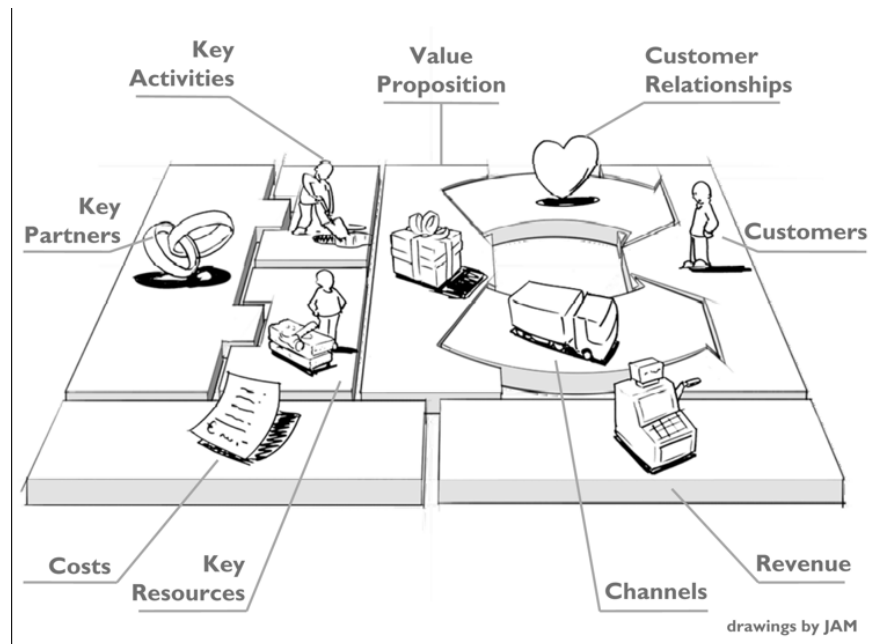 Key
Activities
Value
Proposition
Customer
Relationships
Key
Partners
Customers
Costs
Key
Resources
Channels
Revenue
drawings by JAM